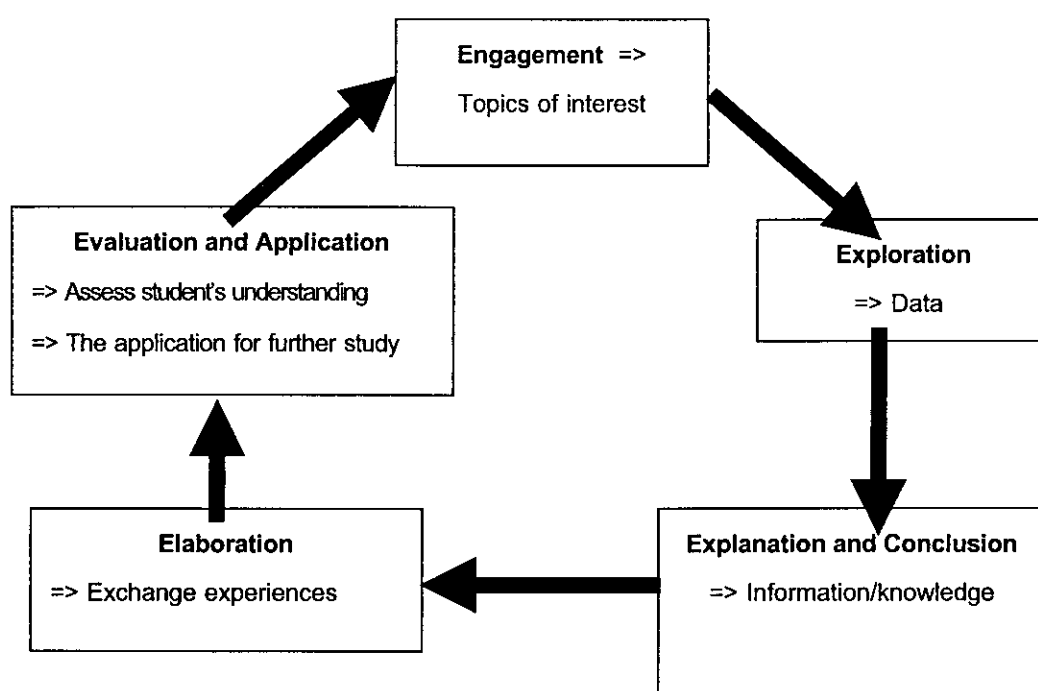 Engagement =>
Topics of interest
Exploration
=> Data
Explanation and Conclusion
=> Information/knowledge
Elaboration
=> Exchange experiences
Evaluation and Application
=> Assess student's understanding
=> The application for further study